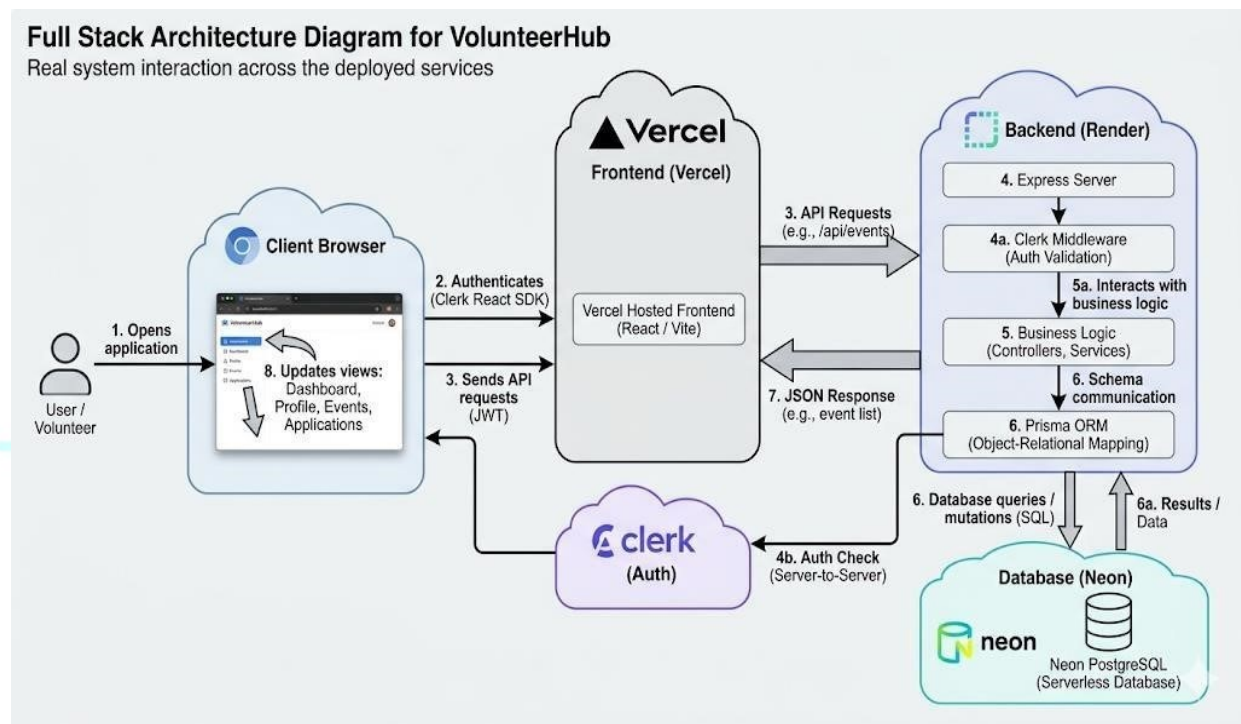 Full Stack Architecture Diagram for VolunteerHub
Real system interaction across the deployed services
User /
Volunteer
1. Opens
application
Client Browser
VolunteerHub
8. Updates views:
Dashboard,
Profile, Events,
Applications
2. Authenticates
(Clerk React SDK)
3. Sends API
requests
(JWT)
Vercel
Frontend (Vercel)
Vercel Hosted Frontend
(React / Vite)
clerk
(Auth)
3. API Requests
(e.g., /api/events)
7. JSON Response
(e.g., event list)
4b. Auth Check
(Server-to-Server)
Backend (Render)
4. Express Server
4a. Clerk Middleware
(Auth Validation)
5a. Interacts with
business logic
5. Business Logic
(Controllers, Services)
6. Schema
communication
6. Prisma ORM
(Object-Relational Mapping)
6. Database queries /
mutations (SQL)
6a. Results /
Data
Database (Neon)
neon
Neon PostgreSQL
(Serverless Database)